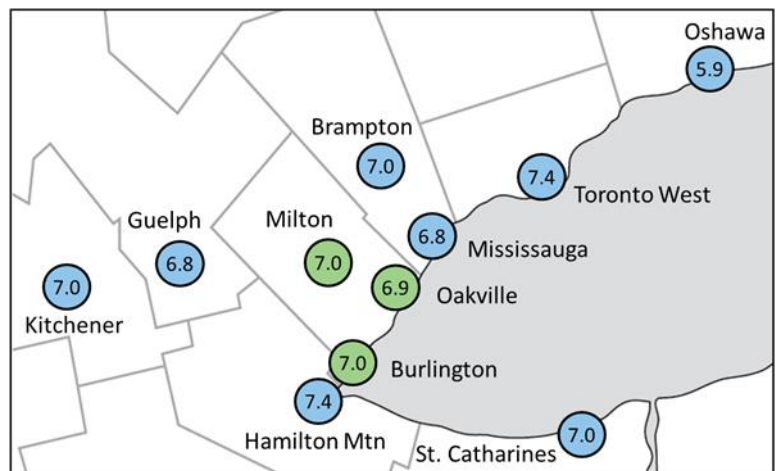 Oshawa
5.9
Brampton
7.0
7.4
Toronto West
Guelph
6.8
Milton
7.0
6.8
Mississauga
7.0
Kitchener
6.9
Oakville
7.0
Burlington
7.4
Hamilton Mtn
7.0
St. Catharines